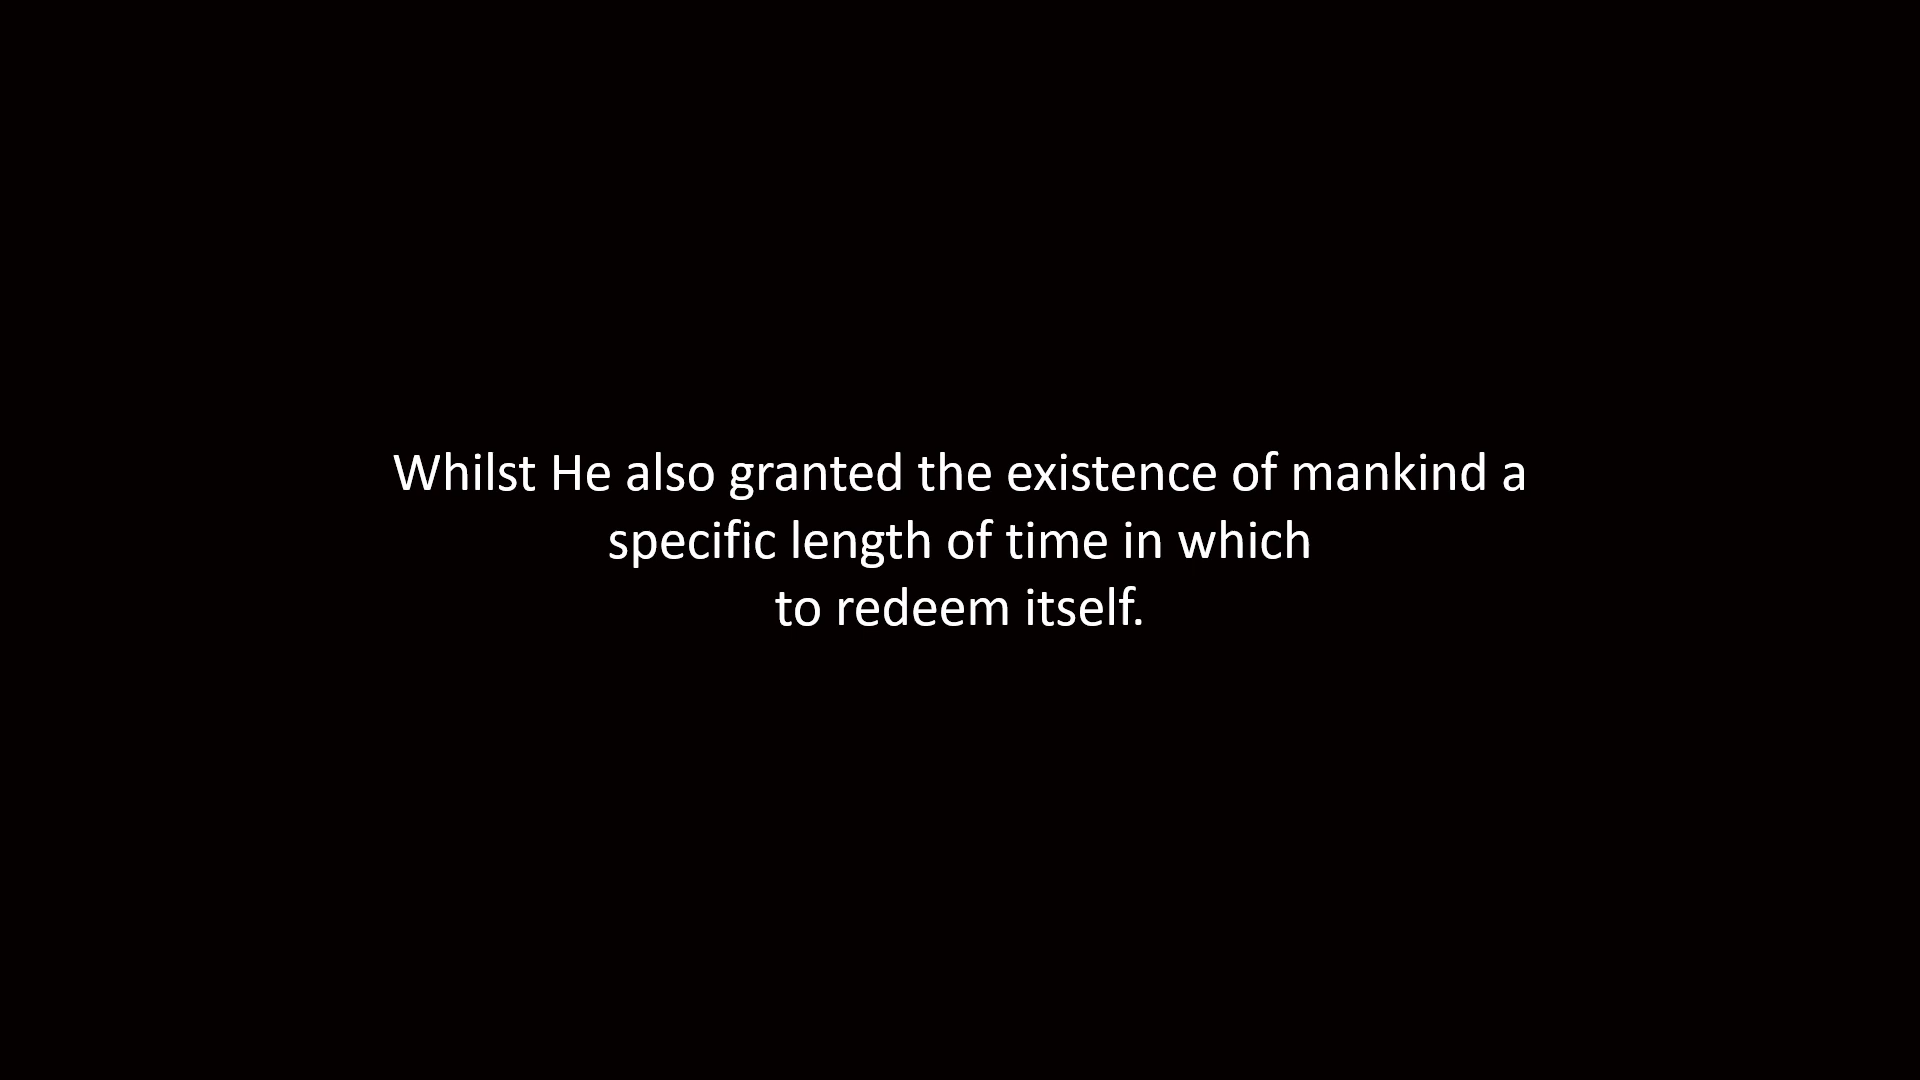 Whilst He also granted the existence of mankind a
specific length of time in which
to redeem itself.